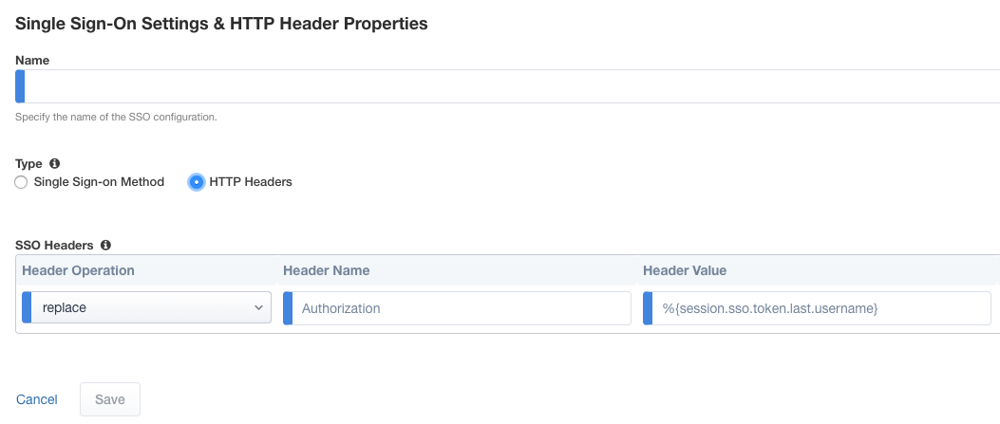 Single Sign-On Settings & HTTP Header Properties
Name
Specify the name of the SSO configuration.
Type
Single Sign-on Method HTTP Headers
SSO Headers
Header Operation Header Name Header Value
replace Authorization %{session.sso.token.last.username}
Cancel Save